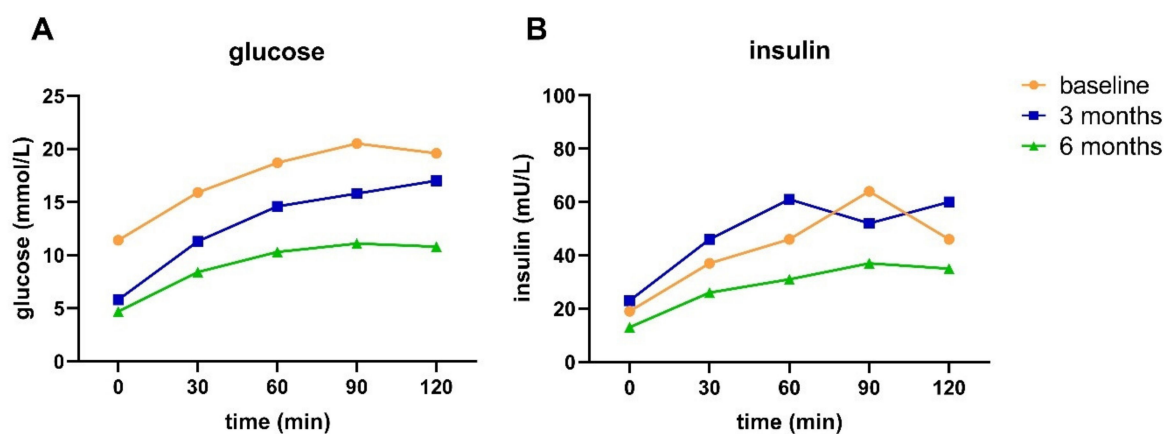 A
glucose
25
20
15
10
5
0
glucose (mmol/L)
0 30 60 90 120
time (min)
B
insulin
100
80
60
40
20
0
insulin (mU/L)
0 30 60 90 120
time (min)
baseline
3 months
6 months